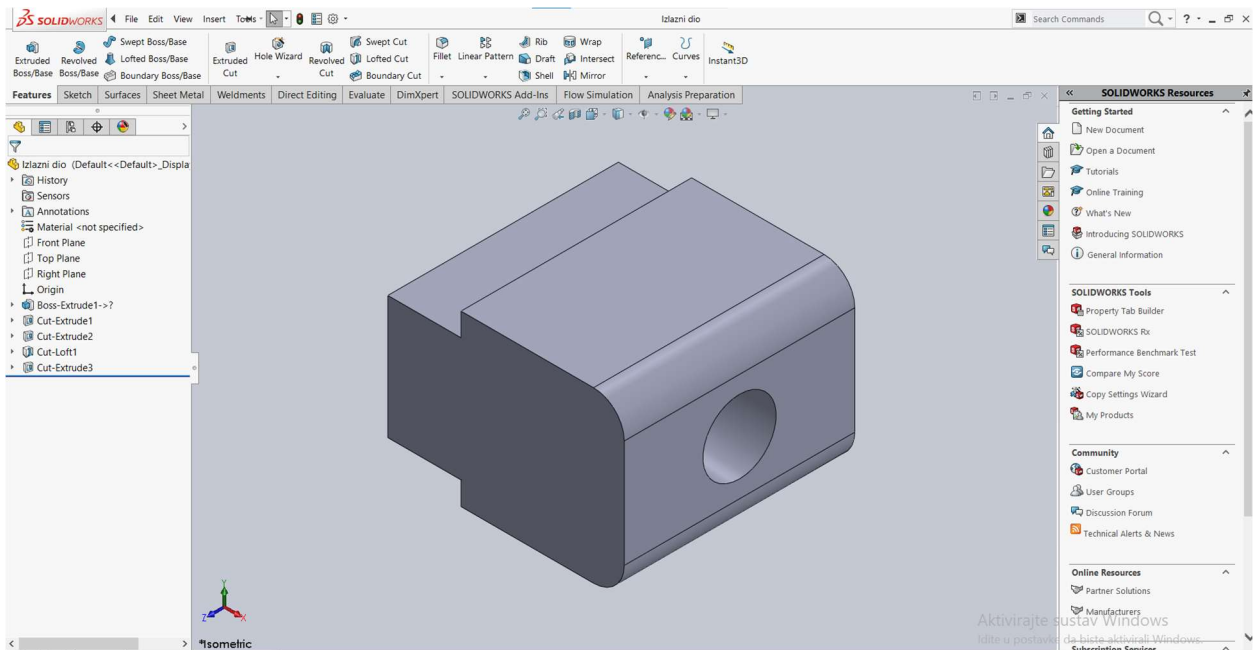 SOLIDWORKS File Edit View Insert Tools Izlazni dio Search Commands ?
Extruded Boss/Base
Revolved Boss/Base
Swept Boss/Base
Lofted Boss/Base
Boundary Boss/Base
Extruded Cut
Hole Wizard
Revolved Cut
Swept Cut
Lofted Cut
Boundary Cut
Fillet
Linear Pattern
Rib
Draft
Shell
Wrap
Intersect
Mirror
Referenc...
Curves
Instant3D
Features Sketch Surfaces Sheet Metal Weldments Direct Editing Evaluate DimXpert SOLIDWORKS Add-Ins Flow Simulation Analysis Preparation
Izlazni dio (Default<<Default>_Displa
History
Sensors
Annotations
Material <not specified>
Front Plane
Top Plane
Right Plane
Origin
Boss-Extrude1->?
Cut-Extrude1
Cut-Extrude2
Cut-Loft1
Cut-Extrude3
Y
Z
X
*Isometric
SOLIDWORKS Resources
Getting Started
New Document
Open a Document
Tutorials
Online Training
What's New
Introducing SOLIDWORKS
General Information
SOLIDWORKS Tools
Property Tab Builder
SOLIDWORKS Rx
Performance Benchmark Test
Compare My Score
Copy Settings Wizard
My Products
Community
Customer Portal
User Groups
Discussion Forum
Technical Alerts & News
Online Resources
Partner Solutions
Manufacturers
Subscription Services
Aktivirajte sustav Windows
Idite u postavke da biste aktivirali Windows.